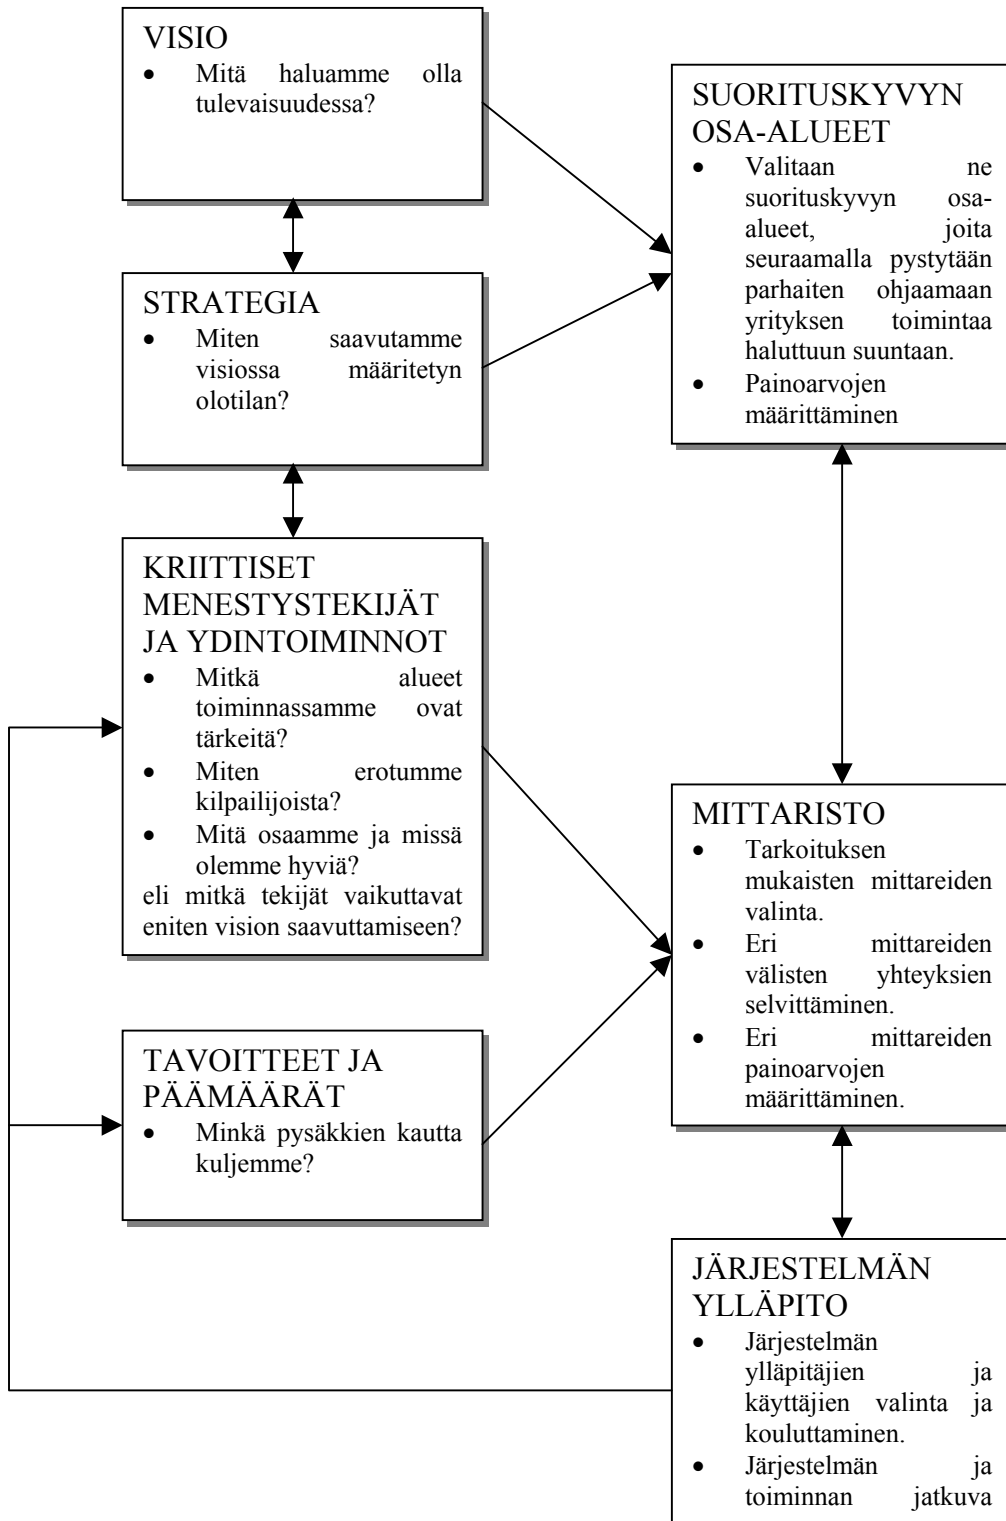 VISIO
• Mitä haluamme olla
tulevaisuudessa?
STRATEGIA
• Miten saavutamme
visiossa määritetyn
olotilan?
KRIITTISET
MENESTYSTEKIJÄT
JA YDINTOIMINNOT
• Mitkä alueet
toiminnassamme ovat
tärkeitä?
• Miten erotumme
kilpailijoista?
• Mitä osaamme ja missä
olemme hyviä?
eli mitkä tekijät vaikuttavat
eniten vision saavuttamiseen?
TAVOITTEET JA
PÄÄMÄÄRÄT
• Minkä pysäkkien kautta
kuljemme?
SUORITUSKYVYN
OSA-ALUEET
• Valitaan ne
suorituskyvyn osa-
alueet, joita
seuraamalla pystytään
parhaiten ohjaamaan
yrityksen toimintaa
haluttuun suuntaan.
• Painoarvojen
määrittäminen
MITTARISTO
• Tarkoituksen
mukaisten mittareiden
valinta.
• Eri mittareiden
välisten yhteyksien
selvittäminen.
• Eri mittareiden
painoarvojen
määrittäminen.
JÄRJESTELMÄN
YLLÄPITO
• Järjestelmän
ylläpitäjien ja
käyttäjien valinta ja
kouluttaminen.
• Järjestelmän ja
toiminnan jatkuva